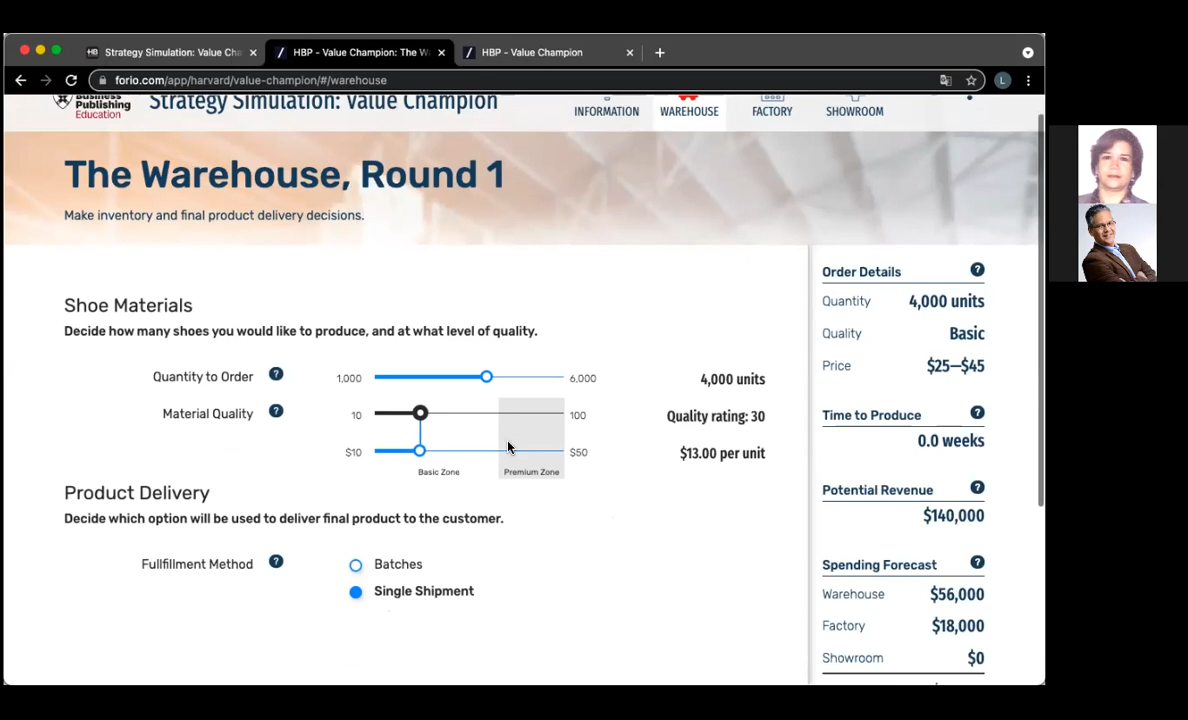 Strategy Simulation: Value Cha
HBP - Value Champion: The W
HBP - Value Champion
forio.com/app/harvard/value-champion/#/warehouse
L
Publishing
Education
Strategy Simulation: Value Champion
INFORMATION
WAREHOUSE
FACTORY
SHOWROOM
The Warehouse, Round 1
Make inventory and final product delivery decisions.
Shoe Materials
Decide how many shoes you would like to produce, and at what level of quality.
Quantity to Order ? 1,000 6,000 4,000 units
Material Quality ? 10 100 Quality rating: 30
$10 $50 $13.00 per unit
Basic Zone Premium Zone
Product Delivery
Decide which option will be used to deliver final product to the customer.
Fullfillment Method ? Batches
Single Shipment
Order Details ?
Quantity 4,000 units
Quality Basic
Price $25—$45
Time to Produce ?
0.0 weeks
Potential Revenue ?
$140,000
Spending Forecast ?
Warehouse $56,000
Factory $18,000
Showroom $0